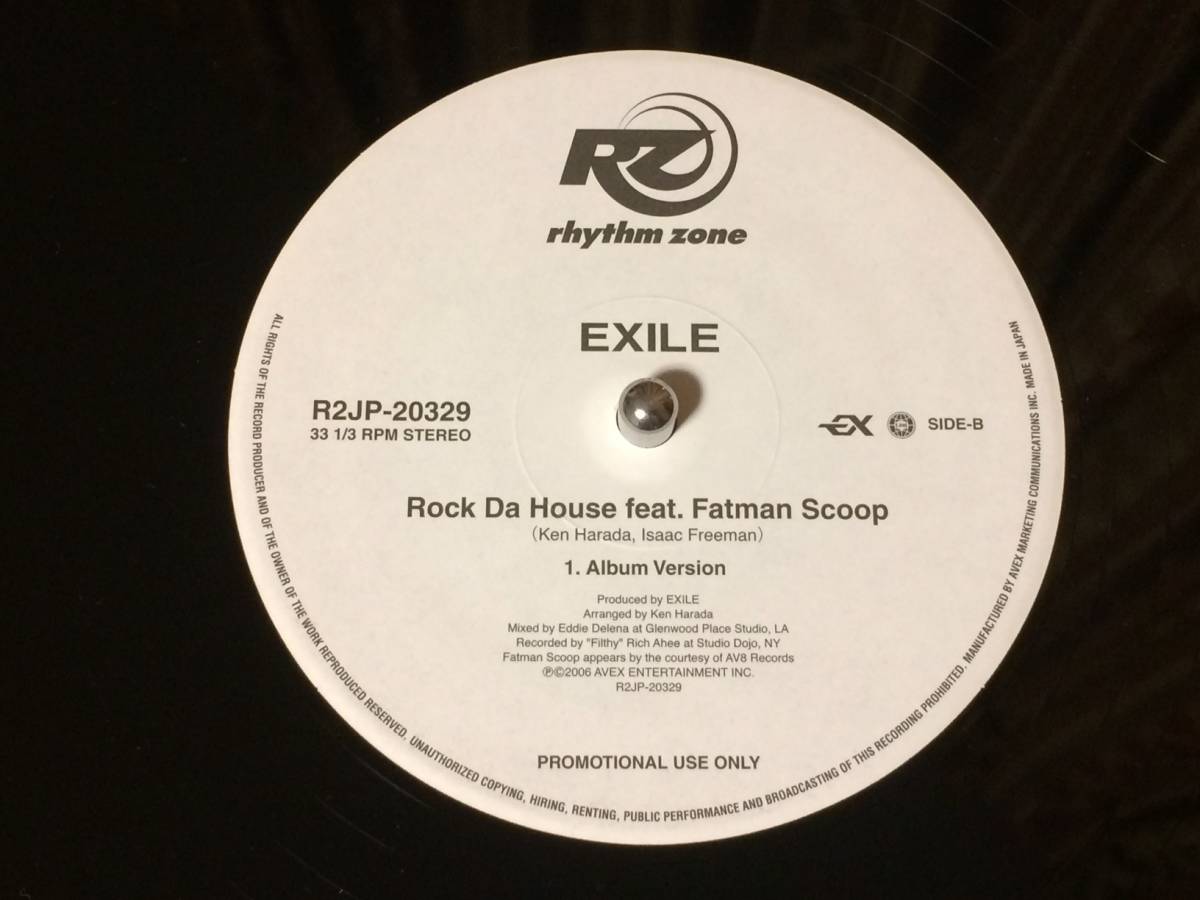 RZ
rhythm zone
EXILE
R2JP-20329
33 1/3 RPM STEREO
EX
SIDE-B
Rock Da House feat. Fatman Scoop
(Ken Harada, Isaac Freeman)
1. Album Version
Produced by EXILE
Arranged by Ken Harada
Mixed by Eddie Delena at Glenwood Place Studio, LA
Recorded by "Filthy" Rich Ahee at Studio Dojo, NY
Fatman Scoop appears by the courtesy of AV8 Records
℗©2006 AVEX ENTERTAINMENT INC.
R2JP-20329
PROMOTIONAL USE ONLY
ALL RIGHTS OF THE RECORD PRODUCER AND OF THE OWNER OF THE WORK REPRODUCED RESERVED, UNAUTHORIZED COPYING, HIRING, RENTING, PUBLIC PERFORMANCE AND BROADCASTING OF THIS RECORDING PROHIBITED. MANUFACTURED BY AVEX MARKETING COMMUNICATIONS INC. MADE IN JAPAN